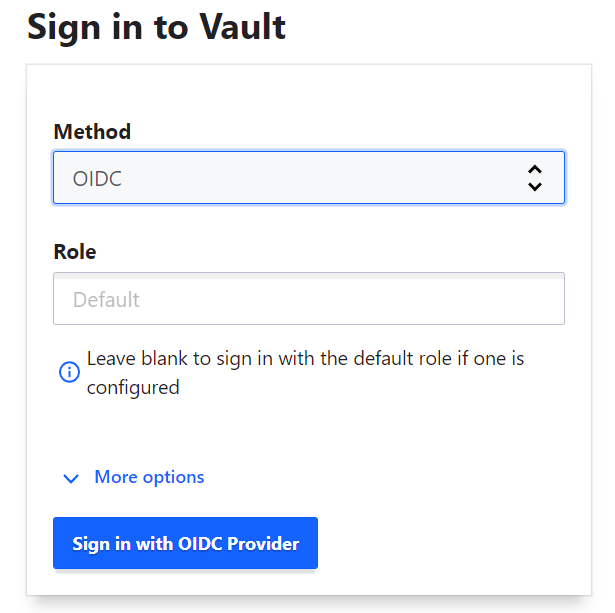 Sign in to Vault
Method
OIDC
Role
Default
Leave blank to sign in with the default role if one is
configured
More options
Sign in with OIDC Provider